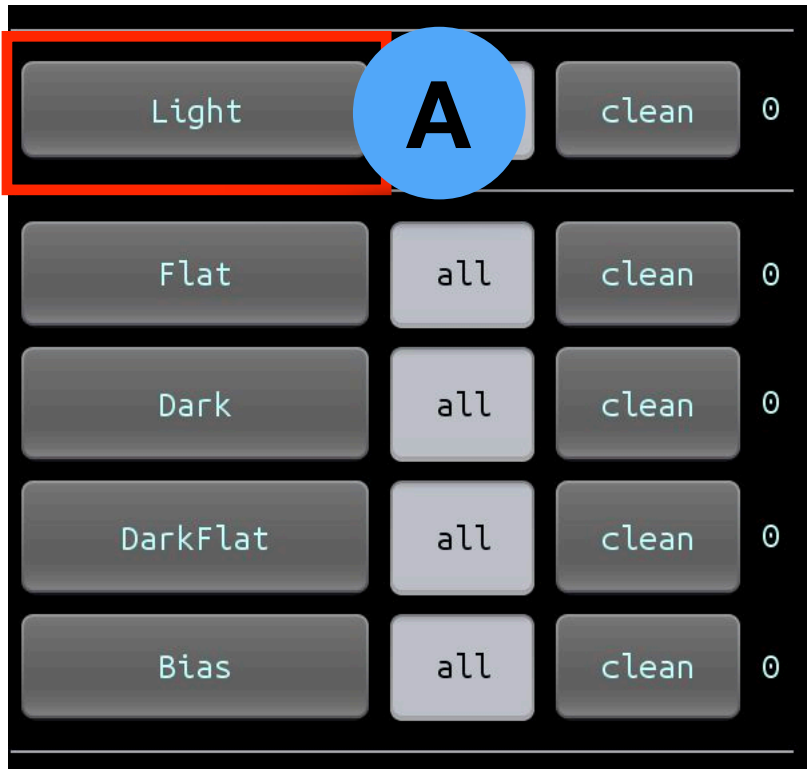 Light A clean 0
Flat all clean 0
Dark all clean 0
DarkFlat all clean 0
Bias all clean 0